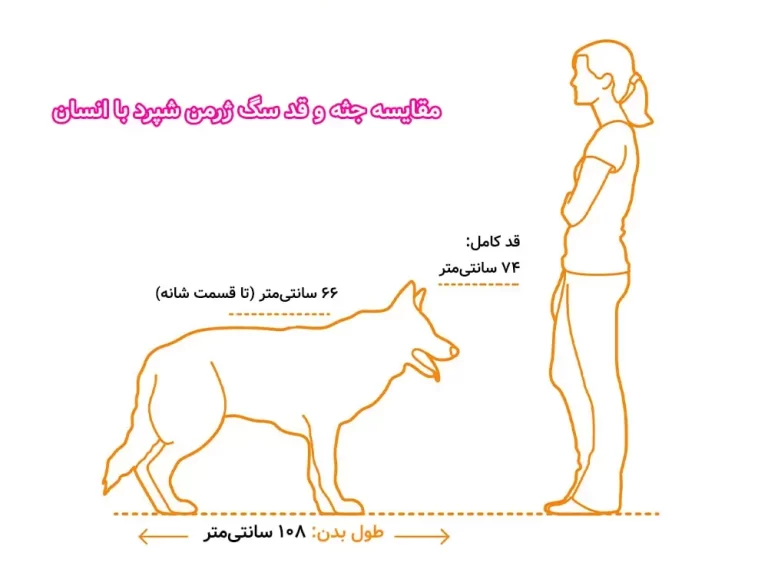 مقایسه جثه و قد سگ ژرمن شپرد با انسان
قد کامل:
۷۴ سانتی‌متر
۶۶ سانتی‌متر (تا قسمت شانه)
طول بدن: ۱۰۸ سانتی‌متر